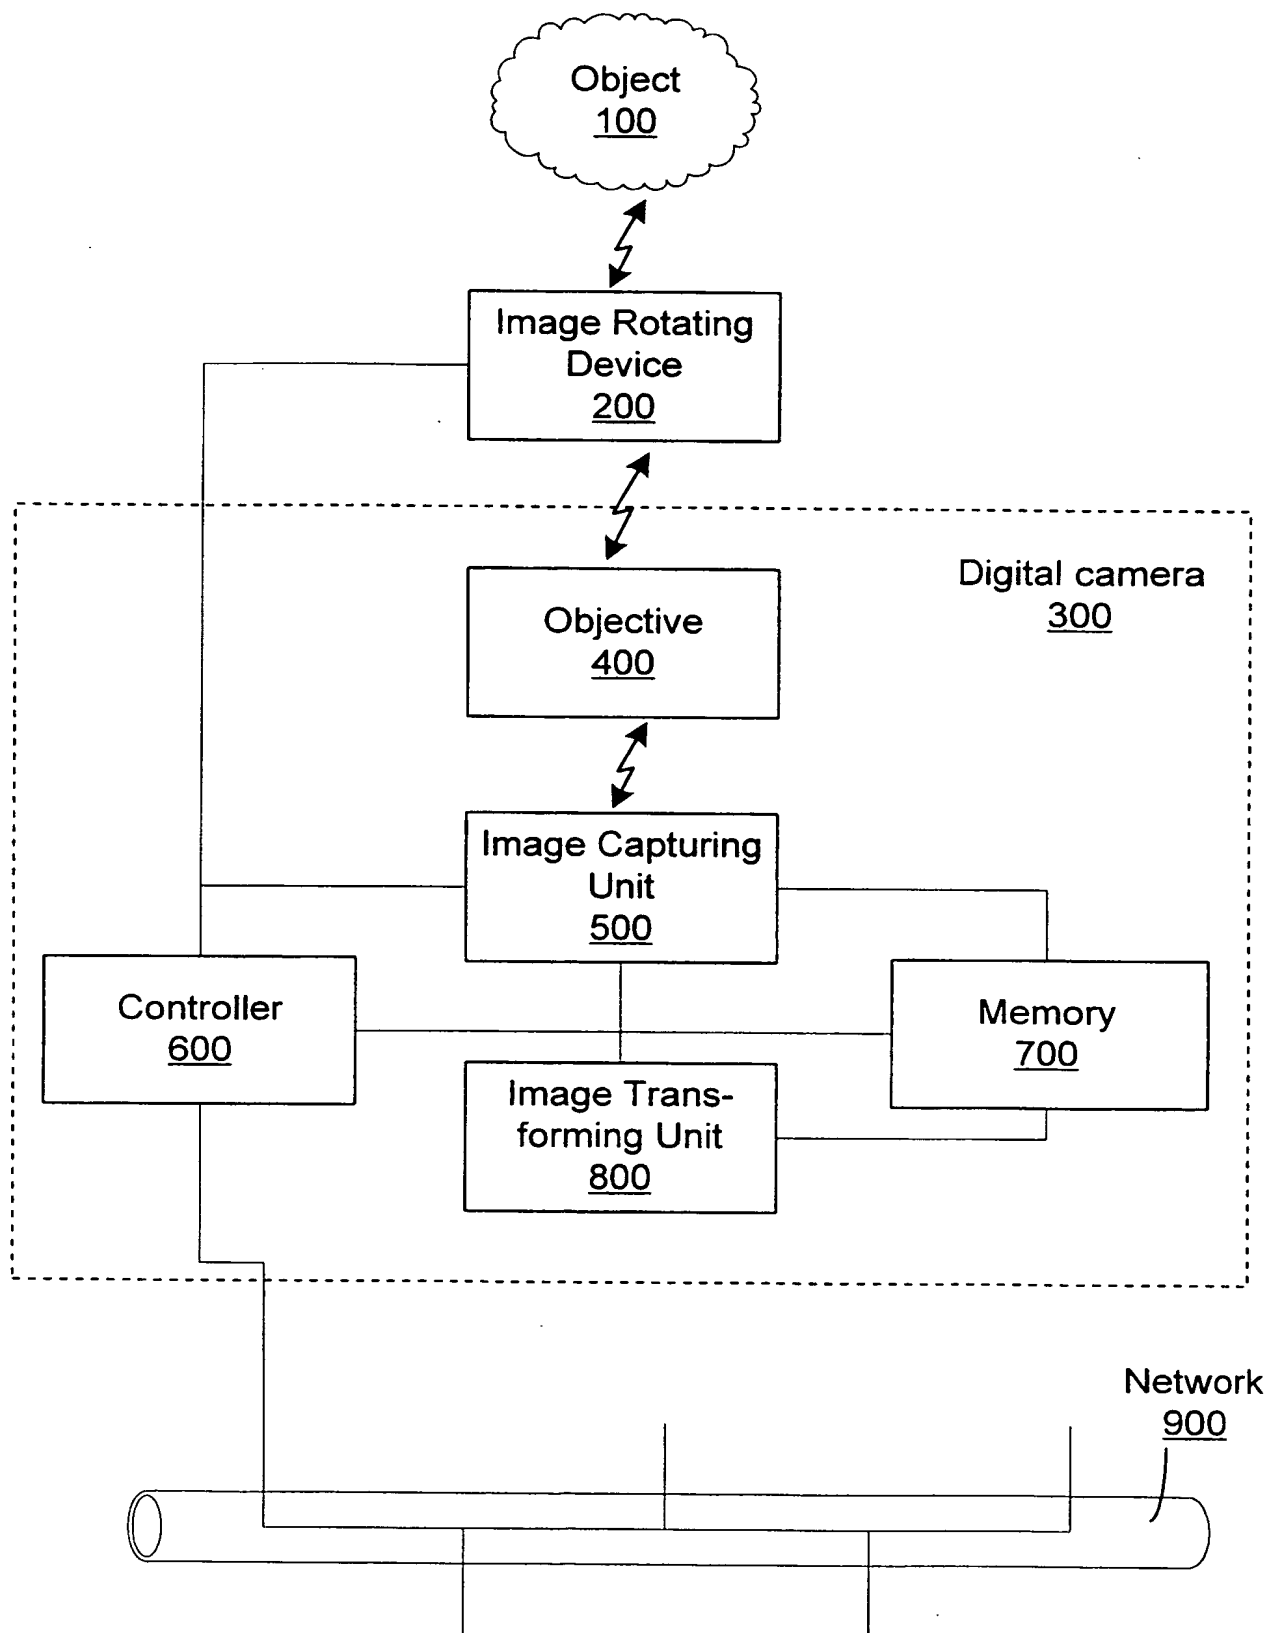 Object
100
Image Rotating
Device
200
Digital camera
300
Objective
400
Image Capturing
Unit
500
Controller
600
Memory
700
Image Trans-
forming Unit
800
Network
900